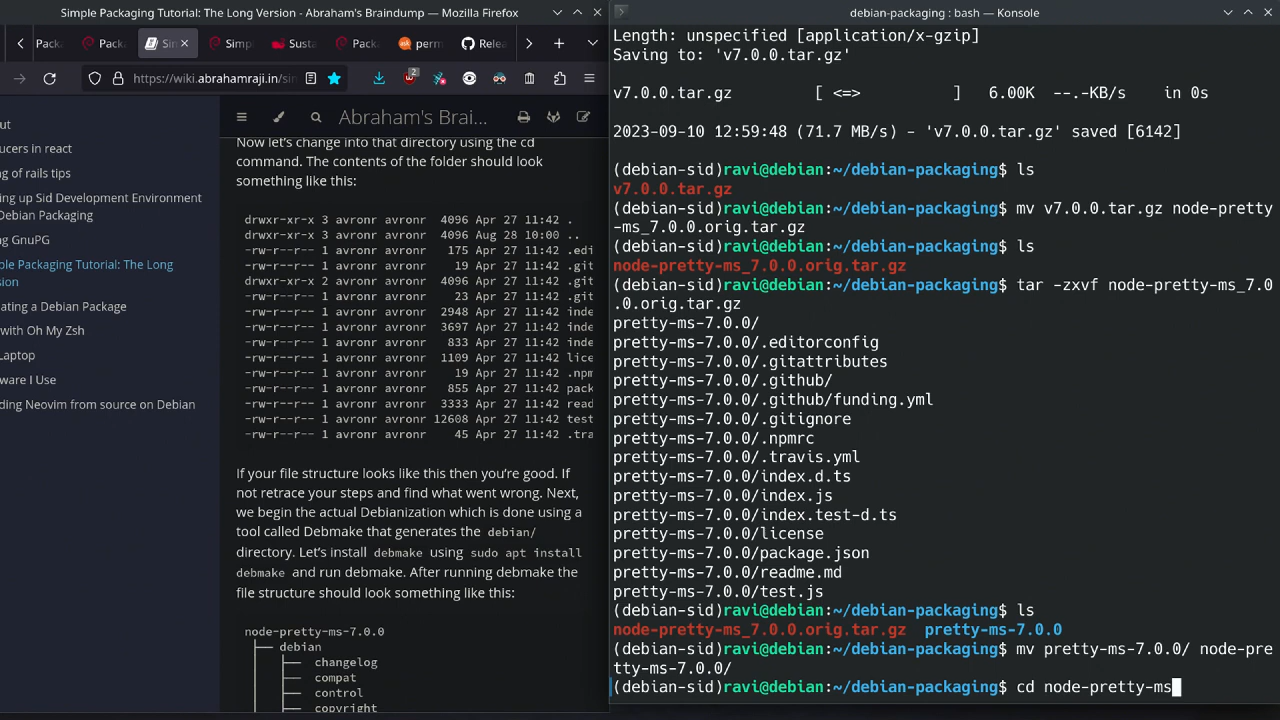 Simple Packaging Tutorial: The Long Version - Abraham's Braindump — Mozilla Firefox
Packa
Packa
Sim
Simpl
Susta
Packa
perm
Relea
https://wiki.abrahamraji.in/sim
2
ut
ucers in react
ng of rails tips
ing up Sid Development Environment
Debian Packaging
ng GnuPG
ple Packaging Tutorial: The Long
sion
ating a Debian Package
with Oh My Zsh
Laptop
ware I Use
ding Neovim from source on Debian
Abraham's Brai...
Now let's change into that directory using the cd
command. The contents of the folder should look
something like this:
drwxr-xr-x 3 avronr avronr 4096 Apr 27 11:42 .
drwxr-xr-x 3 avronr avronr 4096 Aug 28 10:00 ..
-rw-r--r-- 1 avronr avronr 175 Apr 27 11:42 .edi
-rw-r--r-- 1 avronr avronr 19 Apr 27 11:42 .git
drwxr-xr-x 2 avronr avronr 4096 Apr 27 11:42 .git
-rw-r--r-- 1 avronr avronr 23 Apr 27 11:42 .git
-rw-r--r-- 1 avronr avronr 2948 Apr 27 11:42 inde
-rw-r--r-- 1 avronr avronr 3697 Apr 27 11:42 inde
-rw-r--r-- 1 avronr avronr 833 Apr 27 11:42 inde
-rw-r--r-- 1 avronr avronr 1109 Apr 27 11:42 lice
-rw-r--r-- 1 avronr avronr 19 Apr 27 11:42 .npm
-rw-r--r-- 1 avronr avronr 855 Apr 27 11:42 pack
-rw-r--r-- 1 avronr avronr 3333 Apr 27 11:42 read
-rw-r--r-- 1 avronr avronr 12608 Apr 27 11:42 test
-rw-r--r-- 1 avronr avronr 45 Apr 27 11:42 .tra
If your file structure looks like this then you're good. If
not retrace your steps and find what went wrong. Next,
we begin the actual Debianization which is done using a
tool called Debmake that generates the debian/
directory. Let's install debmake using sudo apt install
debmake and run debmake. After running debmake the
file structure should look something like this:
node-pretty-ms-7.0.0
├── debian
│ ├── changelog
│ ├── compat
│ ├── control
│ ├── copyright
debian-packaging : bash — Konsole
Length: unspecified [application/x-gzip]
Saving to: 'v7.0.0.tar.gz'
v7.0.0.tar.gz [ <=> ] 6.00K --.-KB/s in 0s
2023-09-10 12:59:48 (71.7 MB/s) - 'v7.0.0.tar.gz' saved [6142]
(debian-sid)ravi@debian:~/debian-packaging$ ls
v7.0.0.tar.gz
(debian-sid)ravi@debian:~/debian-packaging$ mv v7.0.0.tar.gz node-pretty
-ms_7.0.0.orig.tar.gz
(debian-sid)ravi@debian:~/debian-packaging$ ls
node-pretty-ms_7.0.0.orig.tar.gz
(debian-sid)ravi@debian:~/debian-packaging$ tar -zxvf node-pretty-ms_7.0
.0.orig.tar.gz
pretty-ms-7.0.0/
pretty-ms-7.0.0/.editorconfig
pretty-ms-7.0.0/.gitattributes
pretty-ms-7.0.0/.github/
pretty-ms-7.0.0/.github/funding.yml
pretty-ms-7.0.0/.gitignore
pretty-ms-7.0.0/.npmrc
pretty-ms-7.0.0/.travis.yml
pretty-ms-7.0.0/index.d.ts
pretty-ms-7.0.0/index.js
pretty-ms-7.0.0/index.test-d.ts
pretty-ms-7.0.0/license
pretty-ms-7.0.0/package.json
pretty-ms-7.0.0/readme.md
pretty-ms-7.0.0/test.js
(debian-sid)ravi@debian:~/debian-packaging$ ls
node-pretty-ms_7.0.0.orig.tar.gz pretty-ms-7.0.0
(debian-sid)ravi@debian:~/debian-packaging$ mv pretty-ms-7.0.0/ node-pre
tty-ms-7.0.0/
(debian-sid)ravi@debian:~/debian-packaging$ cd node-pretty-ms